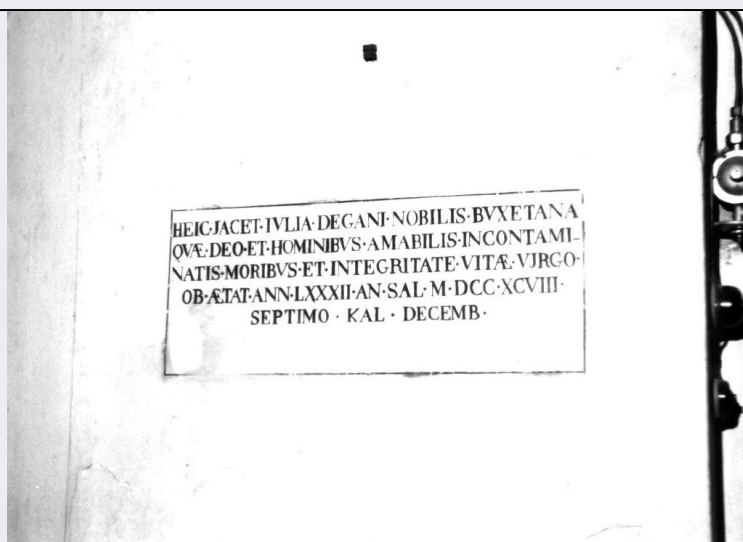 HEIC·JACET·IVLIA·DEGANI·NOBILIS·BVXETANA
QVÆ·DEO·ET·HOMINIBVS·AMABILIS·INCONTAMI-
NATIS·MORIBVS·ET·INTEGRITATE·VITÆ·VJRGO·
OB·ÆTAT·ANN·LXXXII·AN·SAL·M·DCC·XCVIII·
SEPTIMO · KAL · DECEMB ·